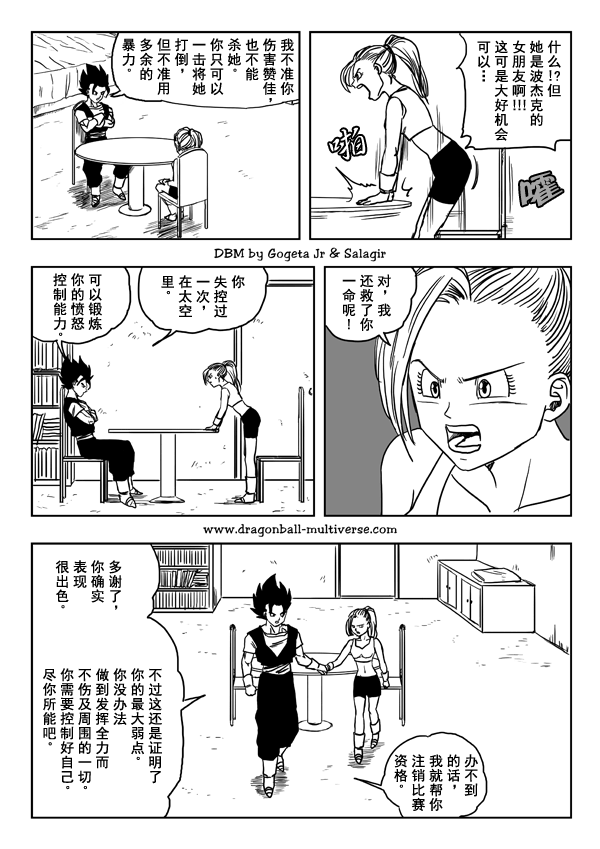 我不准你
伤害赞佳,
也不能
杀她。
你只可以
一击将她
打倒,
但不准用
多余的
暴力。
什么!?但
她是波杰克的
女朋友啊!!!
这可是大好机会
可以…
啪
嚯
DBM by Gogeta Jr & Salagir
可以锻炼
你的愤怒
控制能力。
你
失控过
一次,
在太空
里。
对,我
还救了你
一命呢!
www.dragonball-multiverse.com
多谢了,
你确实
表现
很出色。
不过这还是证明了
你的最大弱点。
你没办法
做到发挥全力而
不伤及周围的一切。
你需要控制好自己。
尽你所能吧。
办不到
的话,
我就帮你
注销比赛
资格。